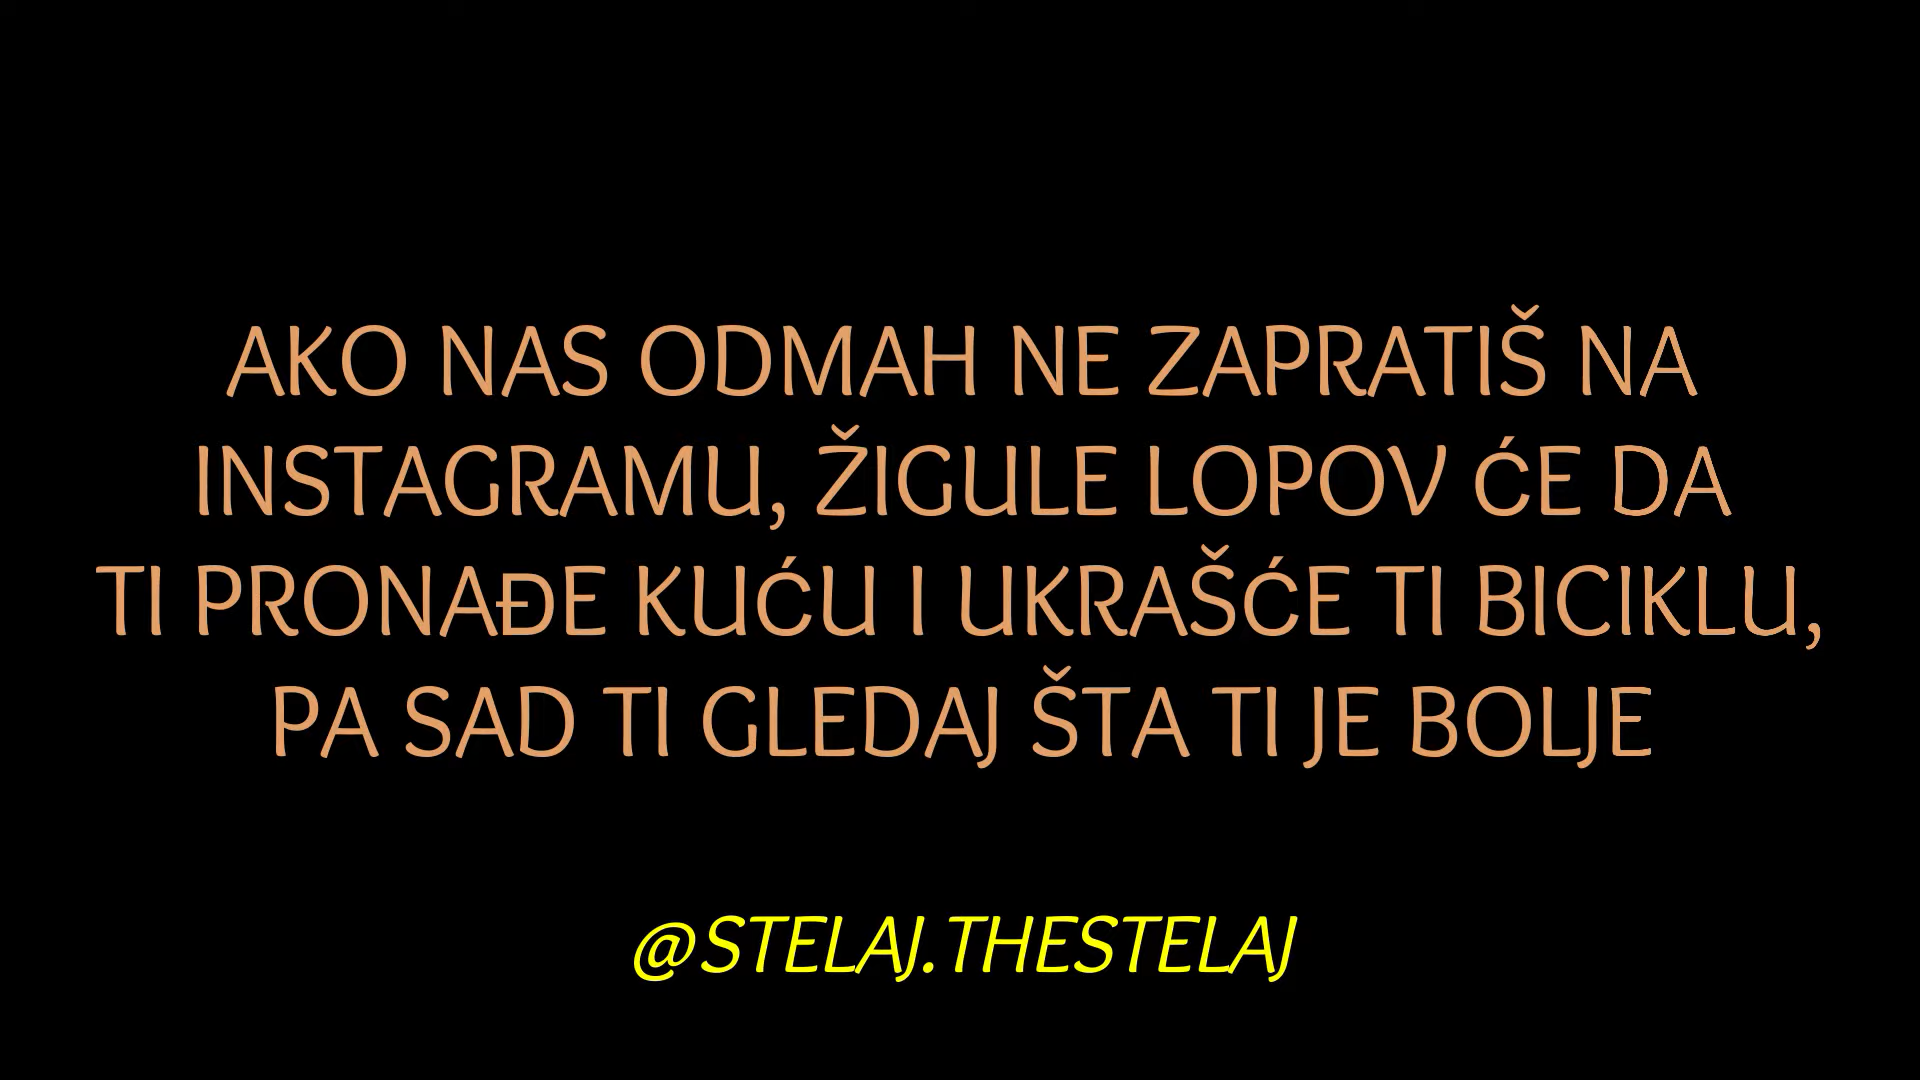 AKO NAS ODMAH NE ZAPRATIŠ NA
INSTAGRAMU, ŽIGULE LOPOV ĆE DA
TI PRONAĐE KUĆU I UKRAŠĆE TI BICIKLU,
PA SAD TI GLEDAJ ŠTA TI JE BOLJE
@STELAJ.THESTELAJ